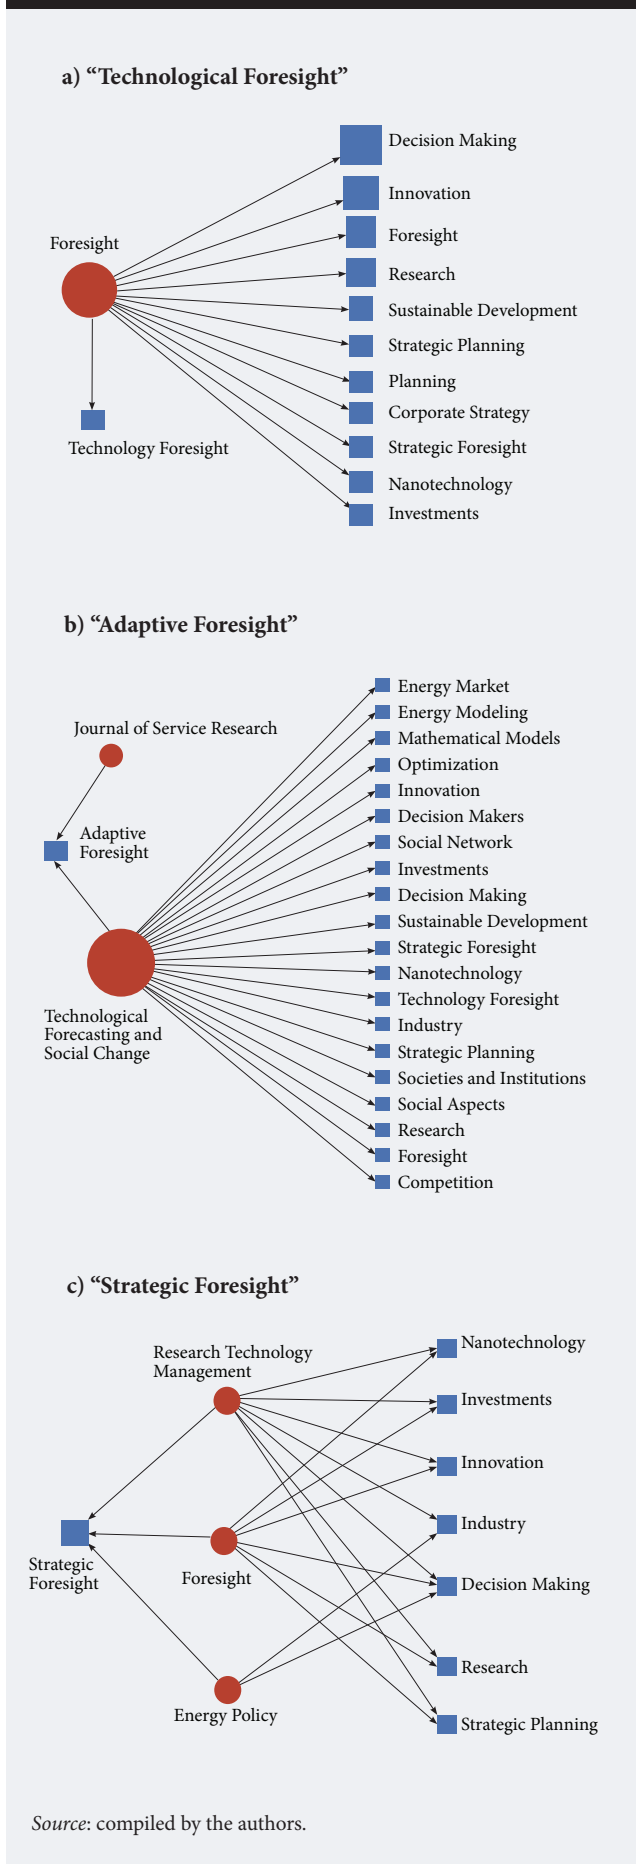 a) “Technological Foresight”
Decision Making
Innovation
Foresight
Foresight
Research
Sustainable Development
Strategic Planning
Planning
Corporate Strategy
Technology Foresight
Strategic Foresight
Nanotechnology
Investments
b) “Adaptive Foresight”
Journal of Service Research
Adaptive
Foresight
Technological
Forecasting and
Social Change
Energy Market
Energy Modeling
Mathematical Models
Optimization
Innovation
Decision Makers
Social Network
Investments
Decision Making
Sustainable Development
Strategic Foresight
Nanotechnology
Technology Foresight
Industry
Strategic Planning
Societies and Institutions
Social Aspects
Research
Foresight
Competition
c) “Strategic Foresight”
Research Technology
Management
Strategic
Foresight
Foresight
Energy Policy
Nanotechnology
Investments
Innovation
Industry
Decision Making
Research
Strategic Planning
Source: compiled by the authors.